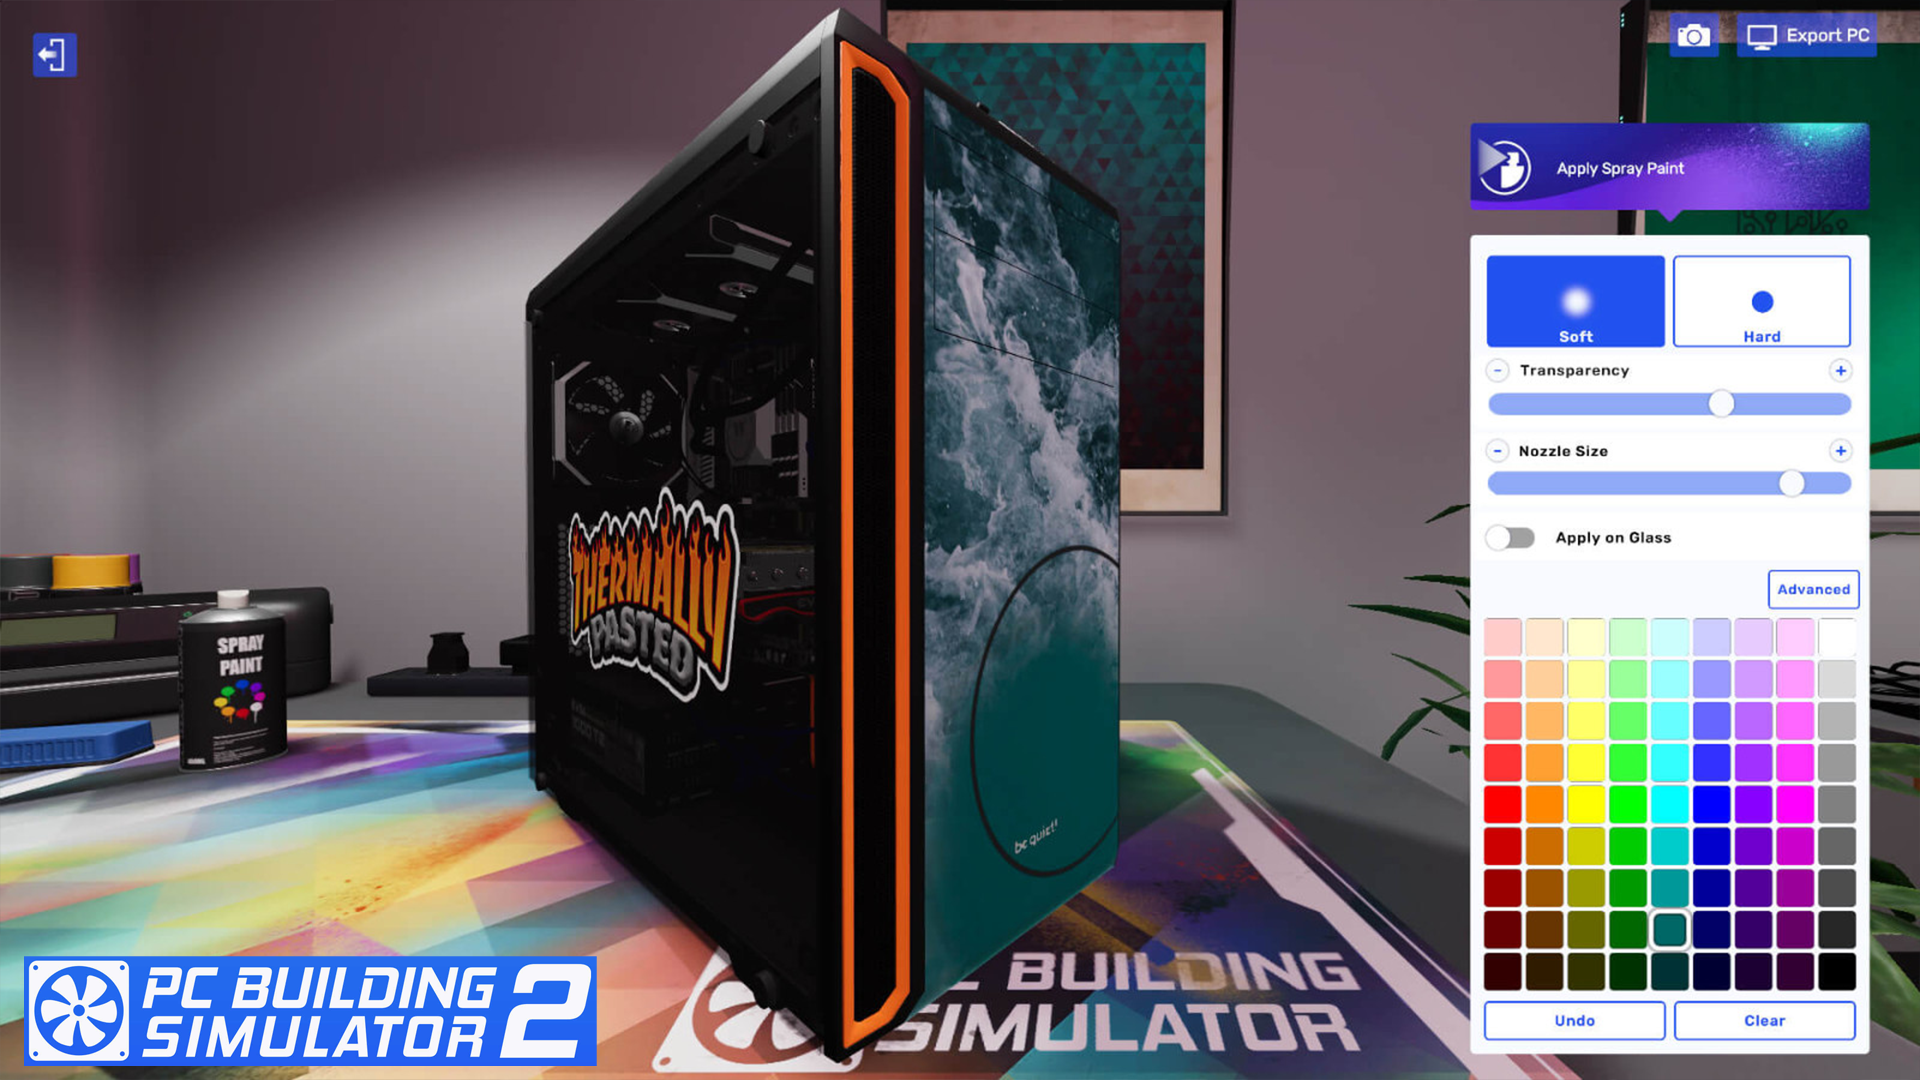 Export PC
Apply Spray Paint
Soft
Hard
Transparency
Nozzle Size
Apply on Glass
Advanced
Undo
Clear
THERMALLY
PASTED
SPRAY
PAINT
be quiet!
BUILDING
SIMULATOR
PC BUILDING
SIMULATOR 2